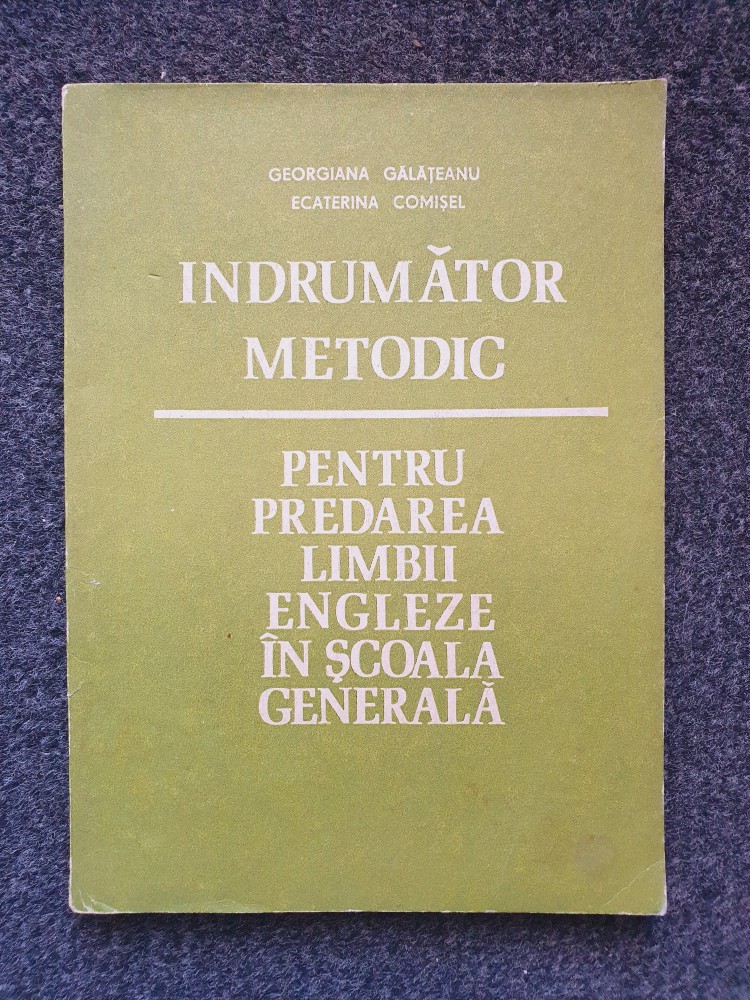 GEORGIANA GĂLĂȚEANU
ECATERINA COMIȘEL
INDRUMĂTOR
METODIC
PENTRU
PREDAREA
LIMBII
ENGLEZE
ÎN ȘCOALA
GENERALĂ